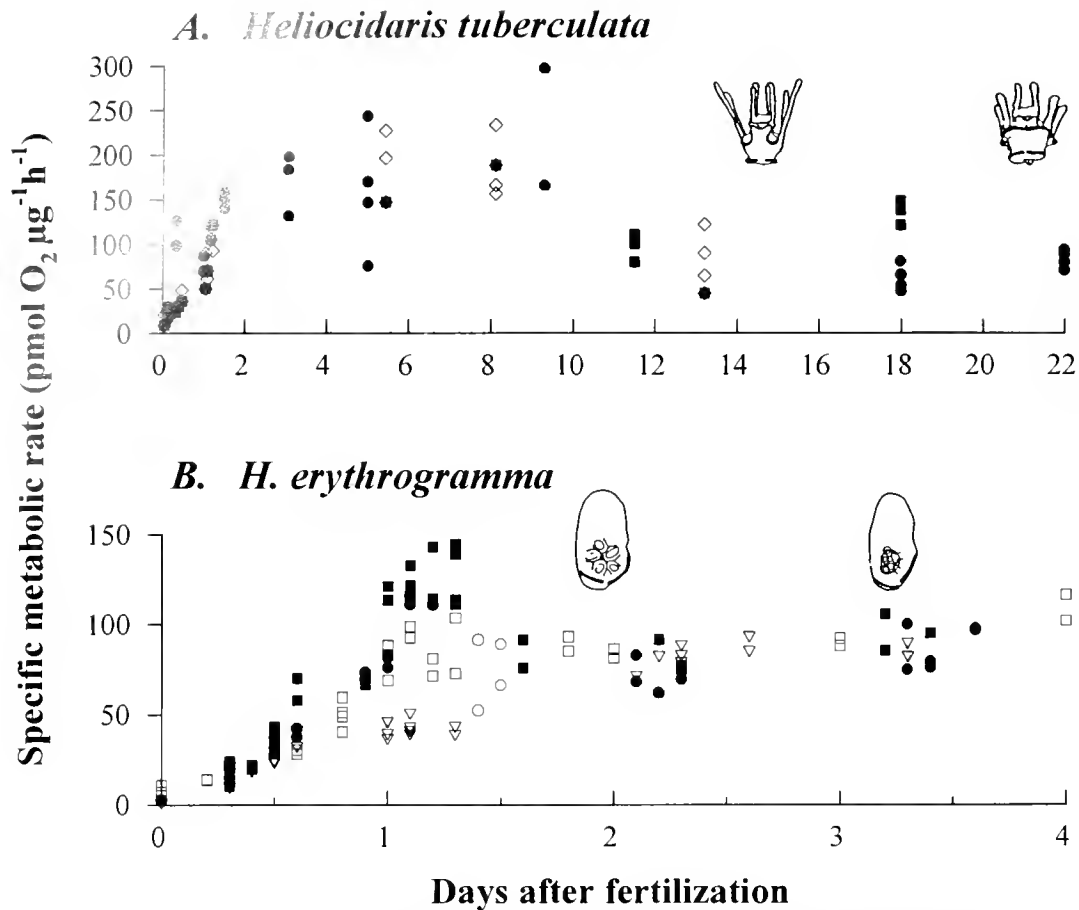 A. Heliocidaris tuberculata
300
250
200
150
100
50
0
0 2 4 6 8 10 12 14 16 18 20 22
Specific metabolic rate (pmol O₂ µg⁻¹h⁻¹)
B. H. erythrogramma
150
100
50
0
0 1 2 3 4
Days after fertilization